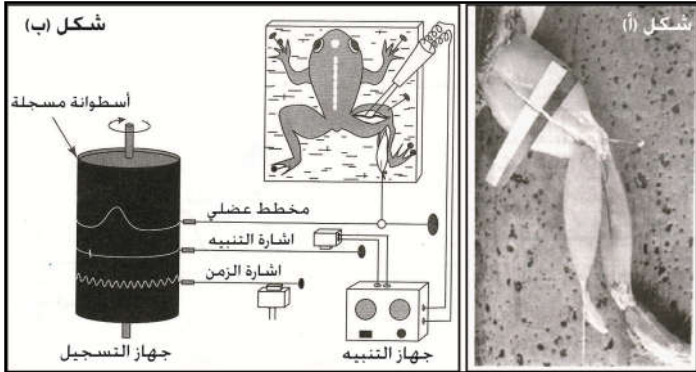 شكل (أ)
شكل (ب)
أسطوانة مسجلة
مخطط عضلي
اشارة التنبيه
اشارة الزمن
جهاز التسجيل
جهاز التنبيه